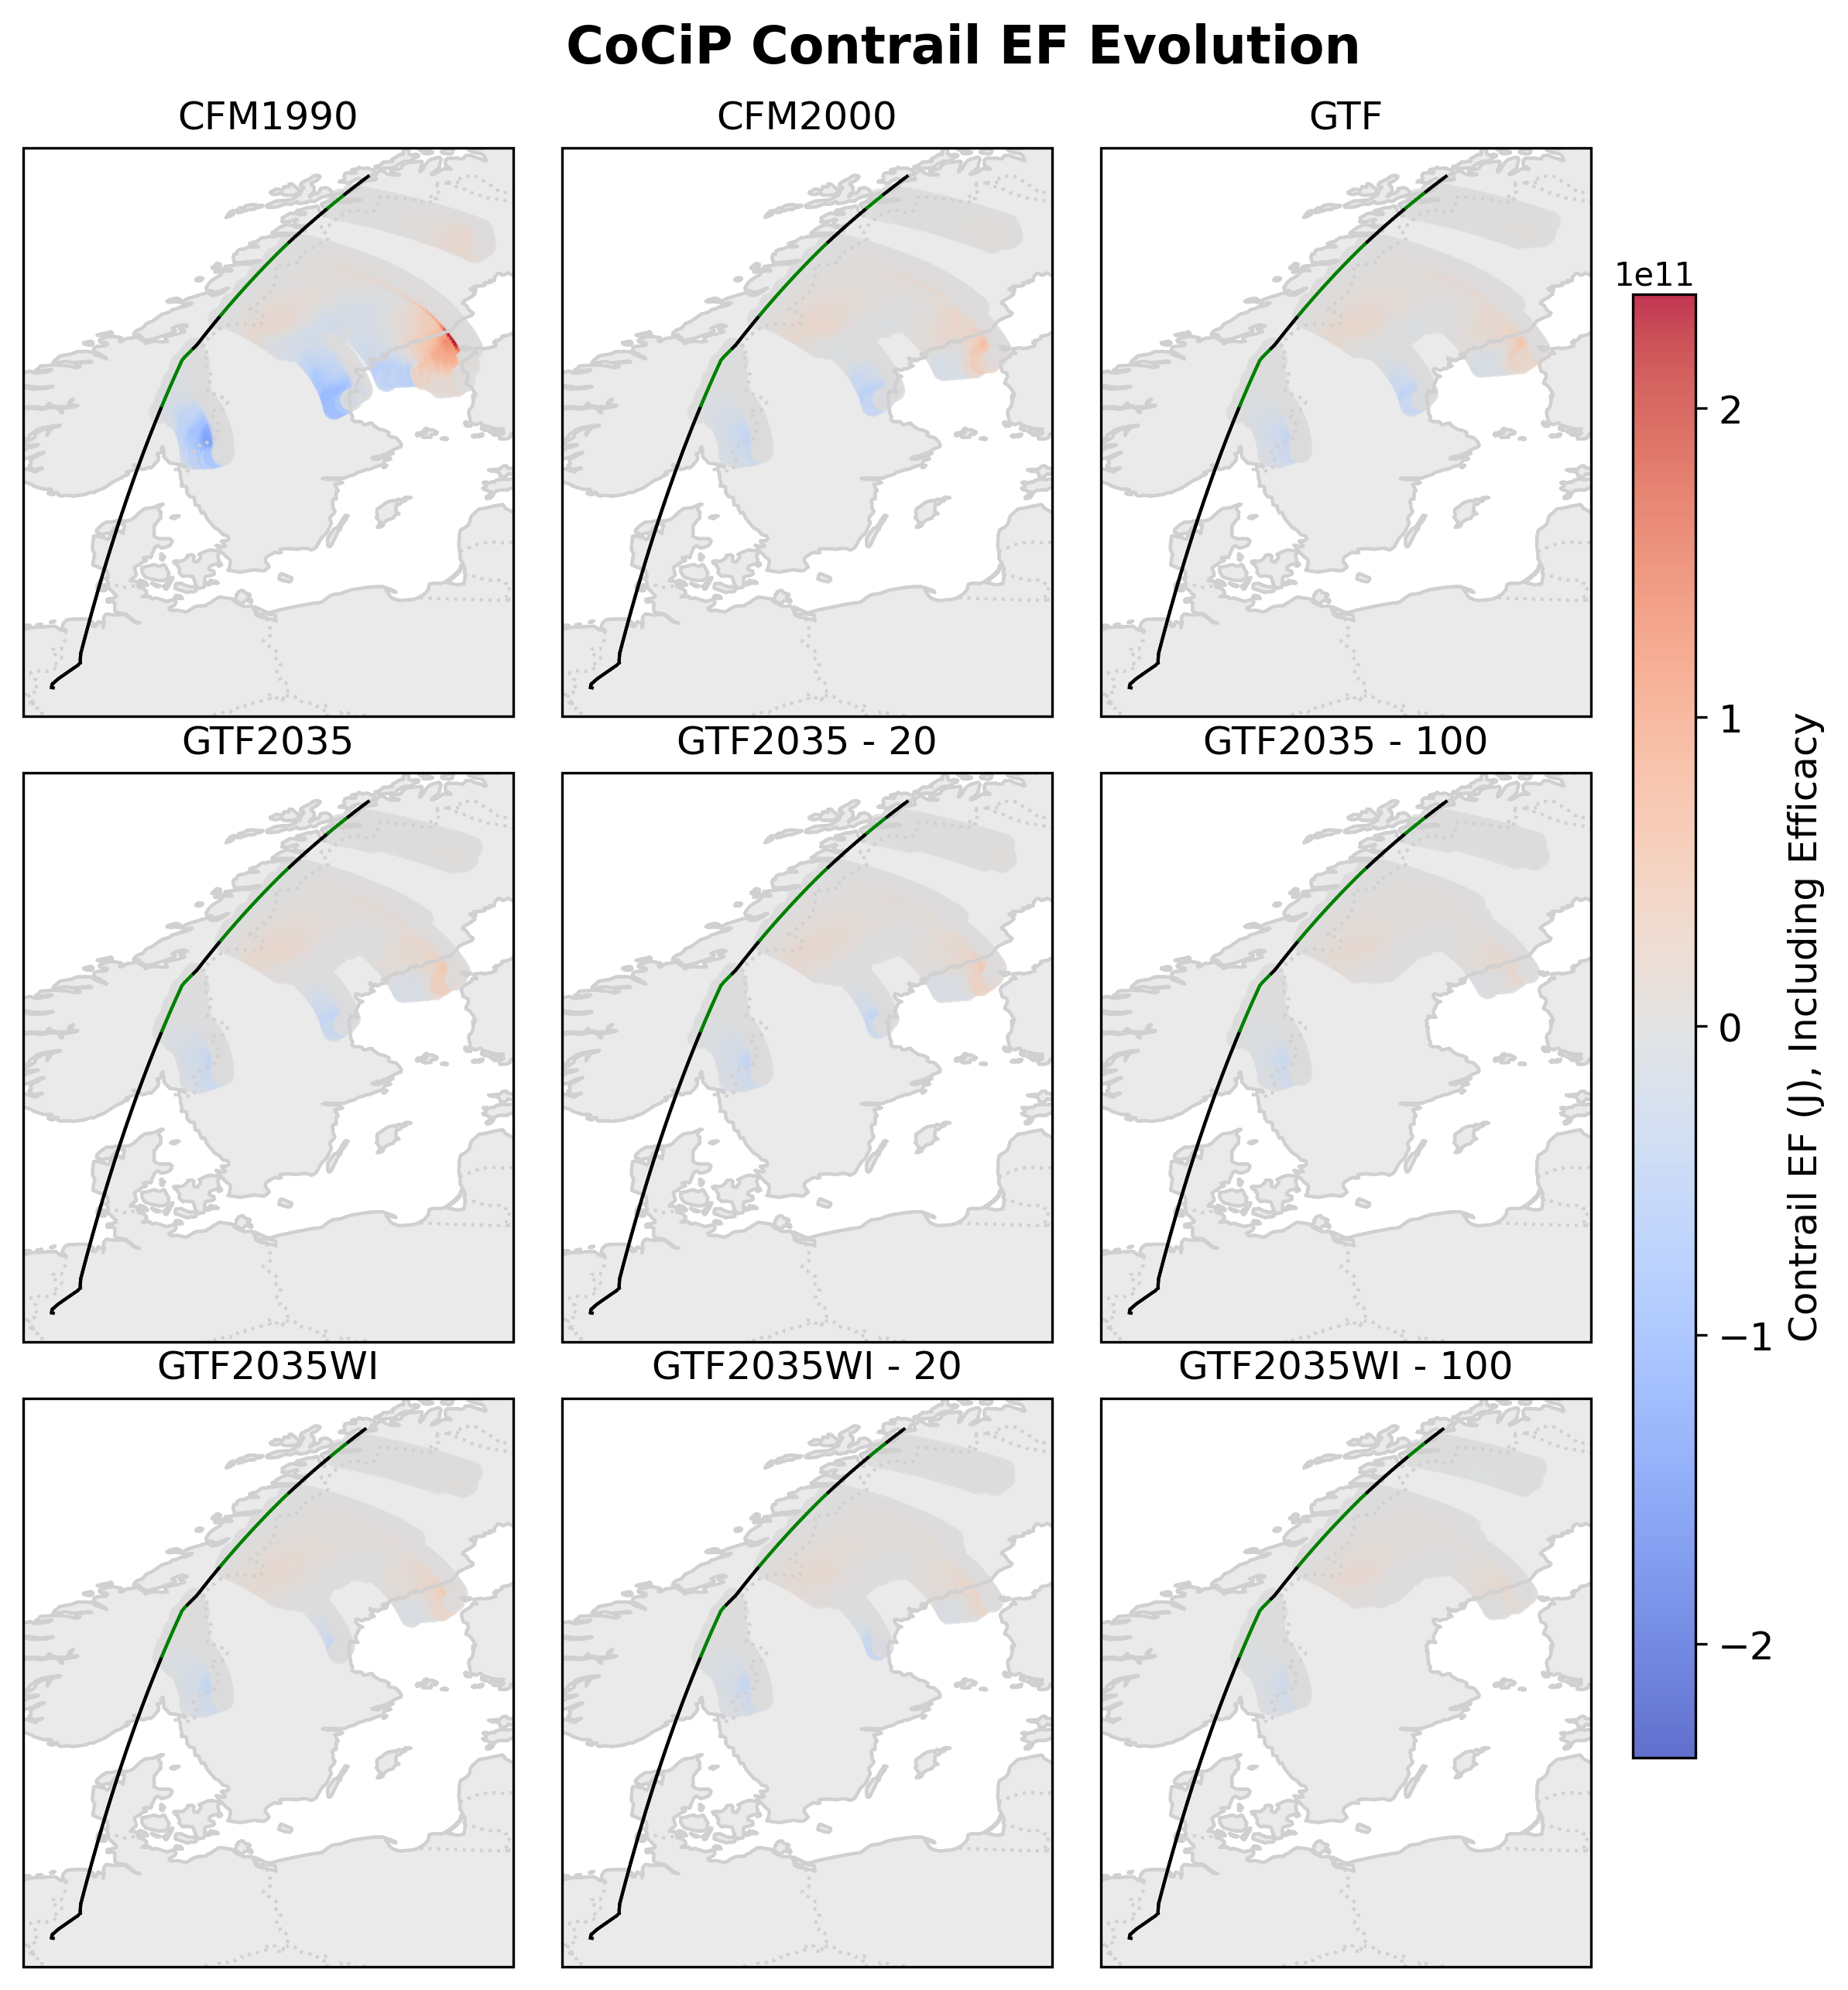 CoCiP Contrail EF Evolution
CFM1990
CFM2000
GTF
1e11
2
1
0
−1
−2
Contrail EF (J), Including Efficacy
GTF2035
GTF2035 - 20
GTF2035 - 100
GTF2035WI
GTF2035WI - 20
GTF2035WI - 100